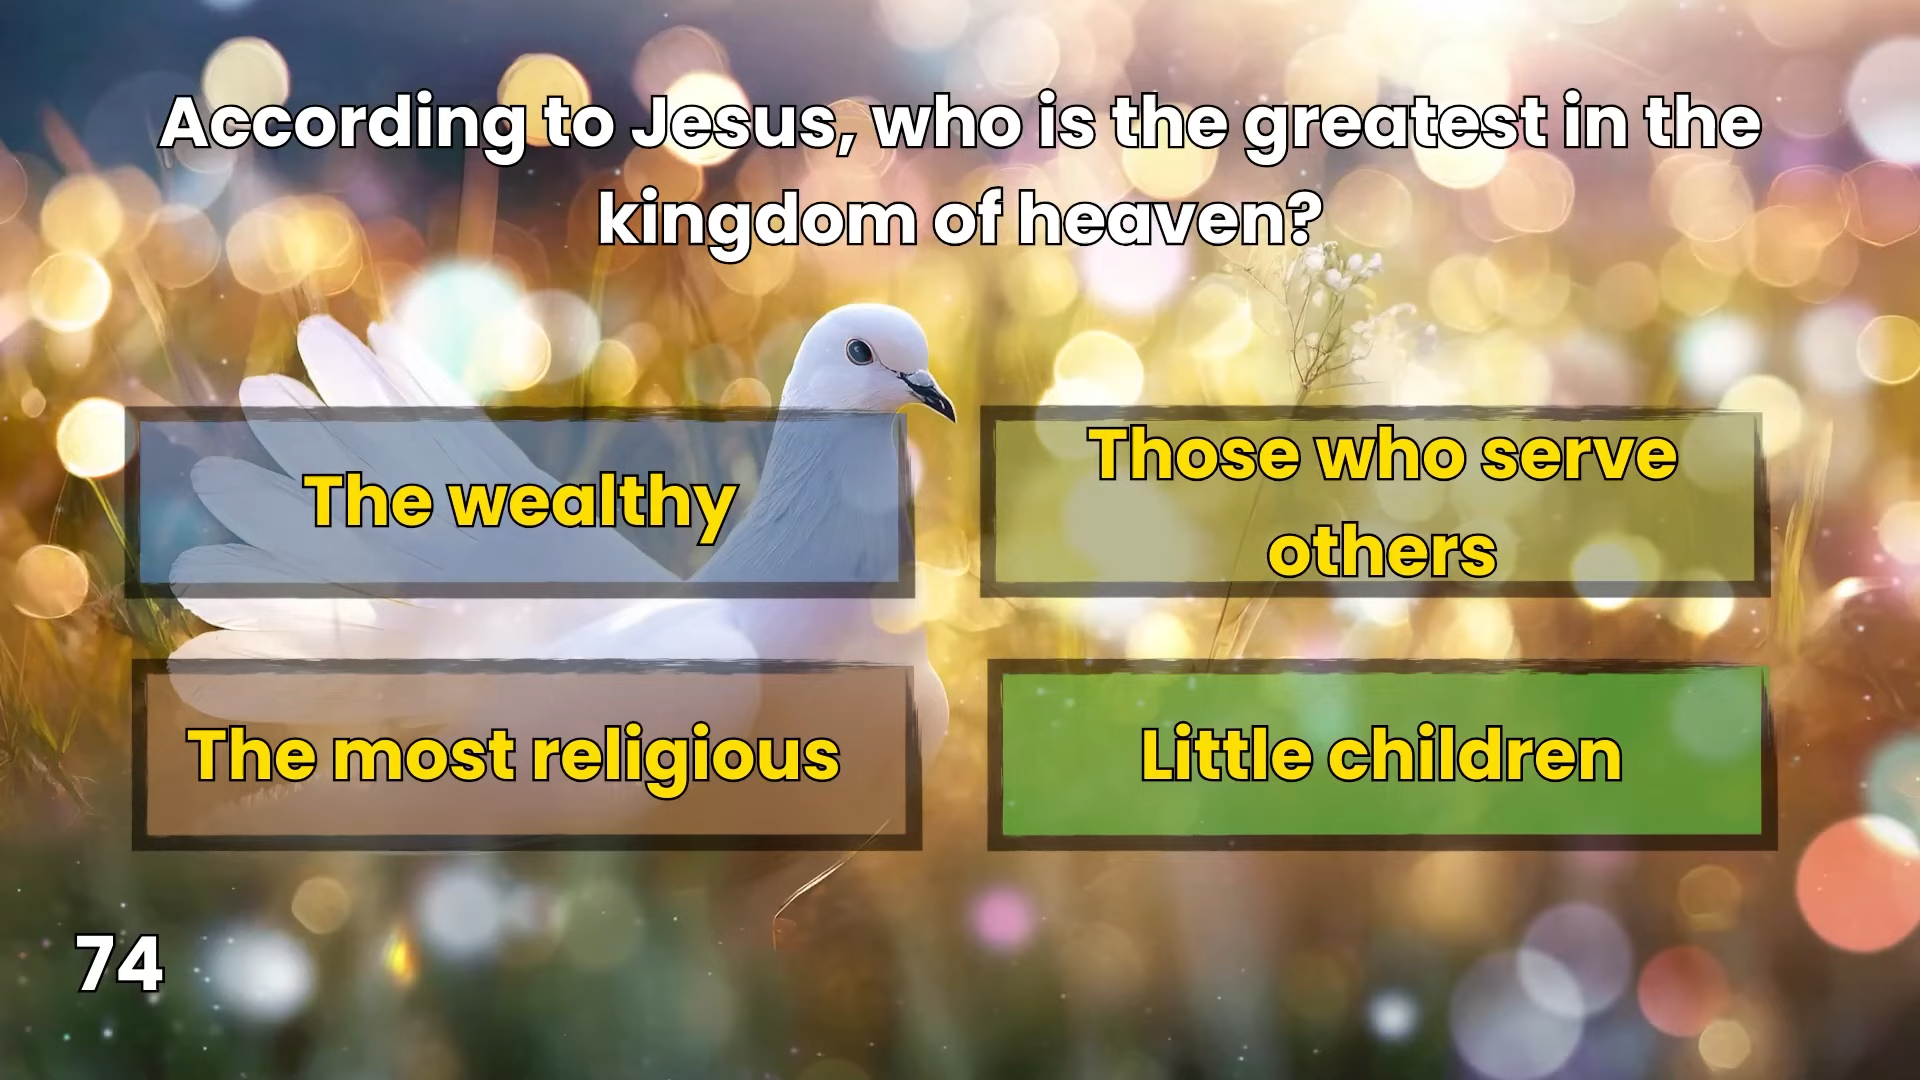 According to Jesus, who is the greatest in the
kingdom of heaven?
The wealthy
Those who serve
others
The most religious
Little children
74